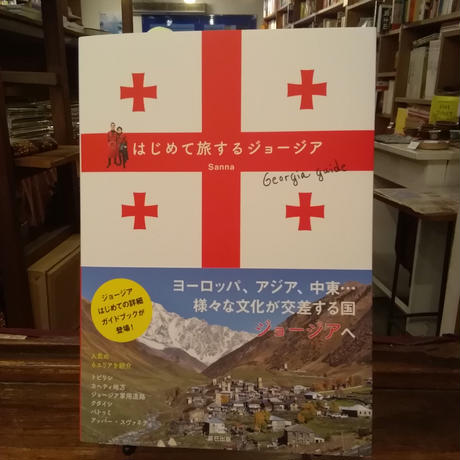 はじめて旅するジョージア
Sanna
Georgia guide
ヨーロッパ、アジア、中東…
様々な文化が交差する国
ジョージアへ
ジョージア
はじめての詳細
ガイドブックが
登場！
人気の
6エリアを紹介
トビリシ
カヘティ地方
ジョージア軍用道路
クタイシ
バトゥミ
アッパー・スヴァネティ
辰巳出版